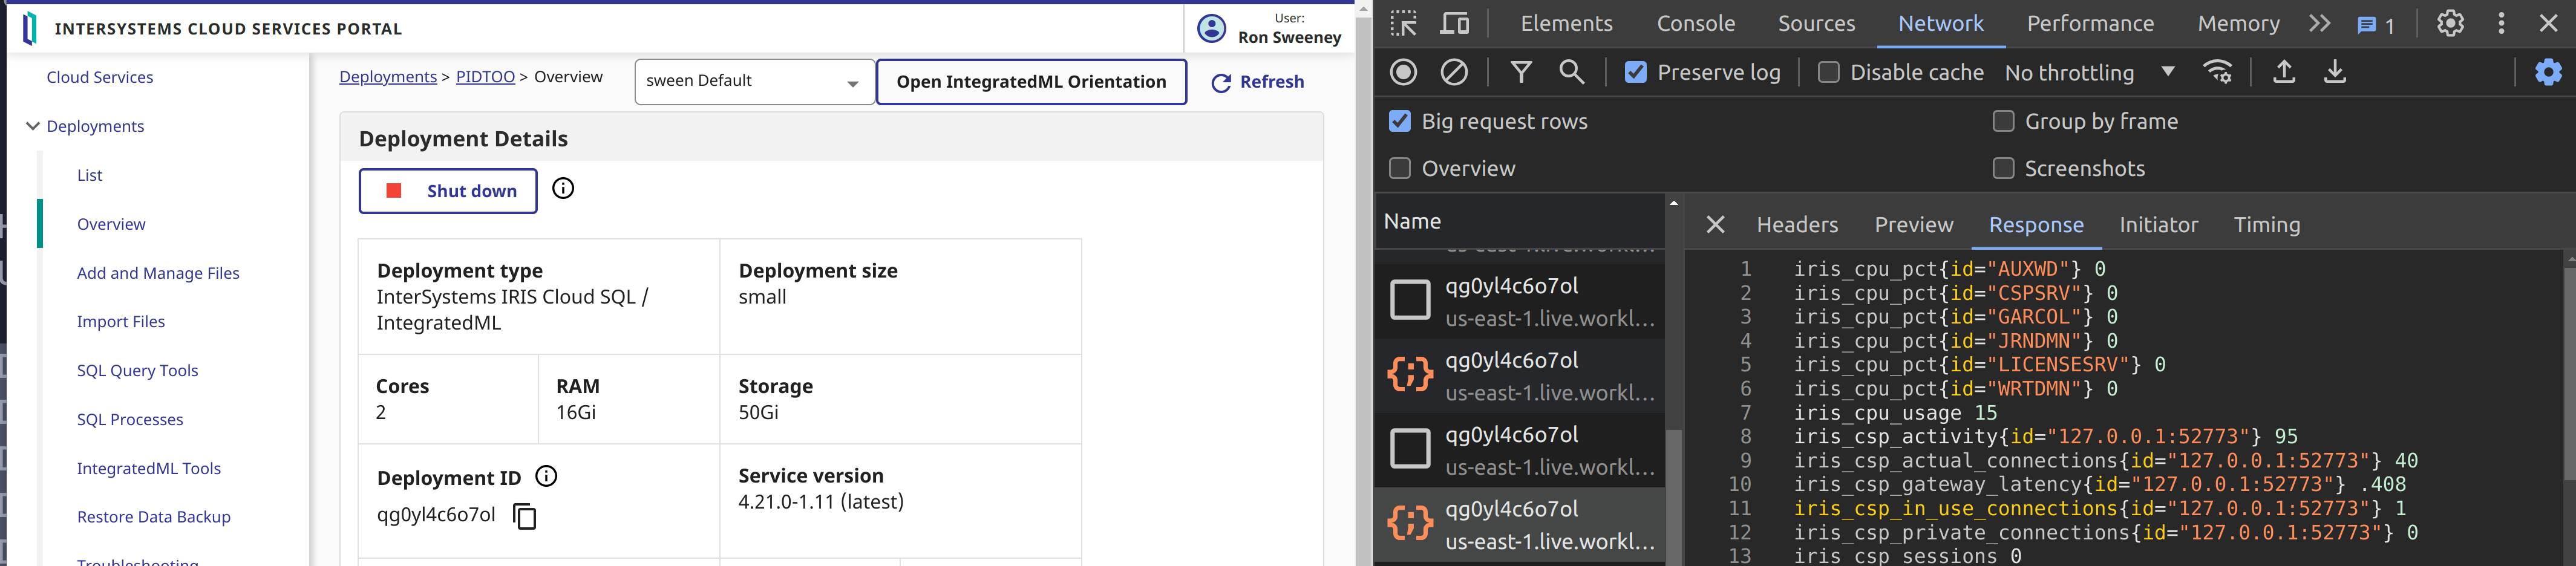 INTERSYSTEMS CLOUD SERVICES PORTAL
User:
Ron Sweeney
Cloud Services
Deployments
List
Overview
Add and Manage Files
Import Files
SQL Query Tools
SQL Processes
IntegratedML Tools
Restore Data Backup
Troubleshooting
Deployments > PIDTOO > Overview
sween Default
Open IntegratedML Orientation
Refresh
Deployment Details
Shut down
Deployment type
InterSystems IRIS Cloud SQL /
IntegratedML
Deployment size
small
Cores
2
RAM
16Gi
Storage
50Gi
Deployment ID
qg0yl4c6o7ol
Service version
4.21.0-1.11 (latest)
Elements Console Sources Network Performance Memory 1
Preserve log Disable cache No throttling
Big request rows
Group by frame
Overview
Screenshots
Name
us-east-1.live.workl...
qg0yl4c6o7ol
us-east-1.live.workl...
qg0yl4c6o7ol
us-east-1.live.workl...
qg0yl4c6o7ol
us-east-1.live.workl...
qg0yl4c6o7ol
us-east-1.live.workl...
Headers Preview Response Initiator Timing
1 iris_cpu_pct{id="AUXWD"} 0
2 iris_cpu_pct{id="CSPSRV"} 0
3 iris_cpu_pct{id="GARCOL"} 0
4 iris_cpu_pct{id="JRNDMN"} 0
5 iris_cpu_pct{id="LICENSESRV"} 0
6 iris_cpu_pct{id="WRTDMN"} 0
7 iris_cpu_usage 15
8 iris_csp_activity{id="127.0.0.1:52773"} 95
9 iris_csp_actual_connections{id="127.0.0.1:52773"} 40
10 iris_csp_gateway_latency{id="127.0.0.1:52773"} .408
11 iris_csp_in_use_connections{id="127.0.0.1:52773"} 1
12 iris_csp_private_connections{id="127.0.0.1:52773"} 0
13 iris_csp_sessions 0